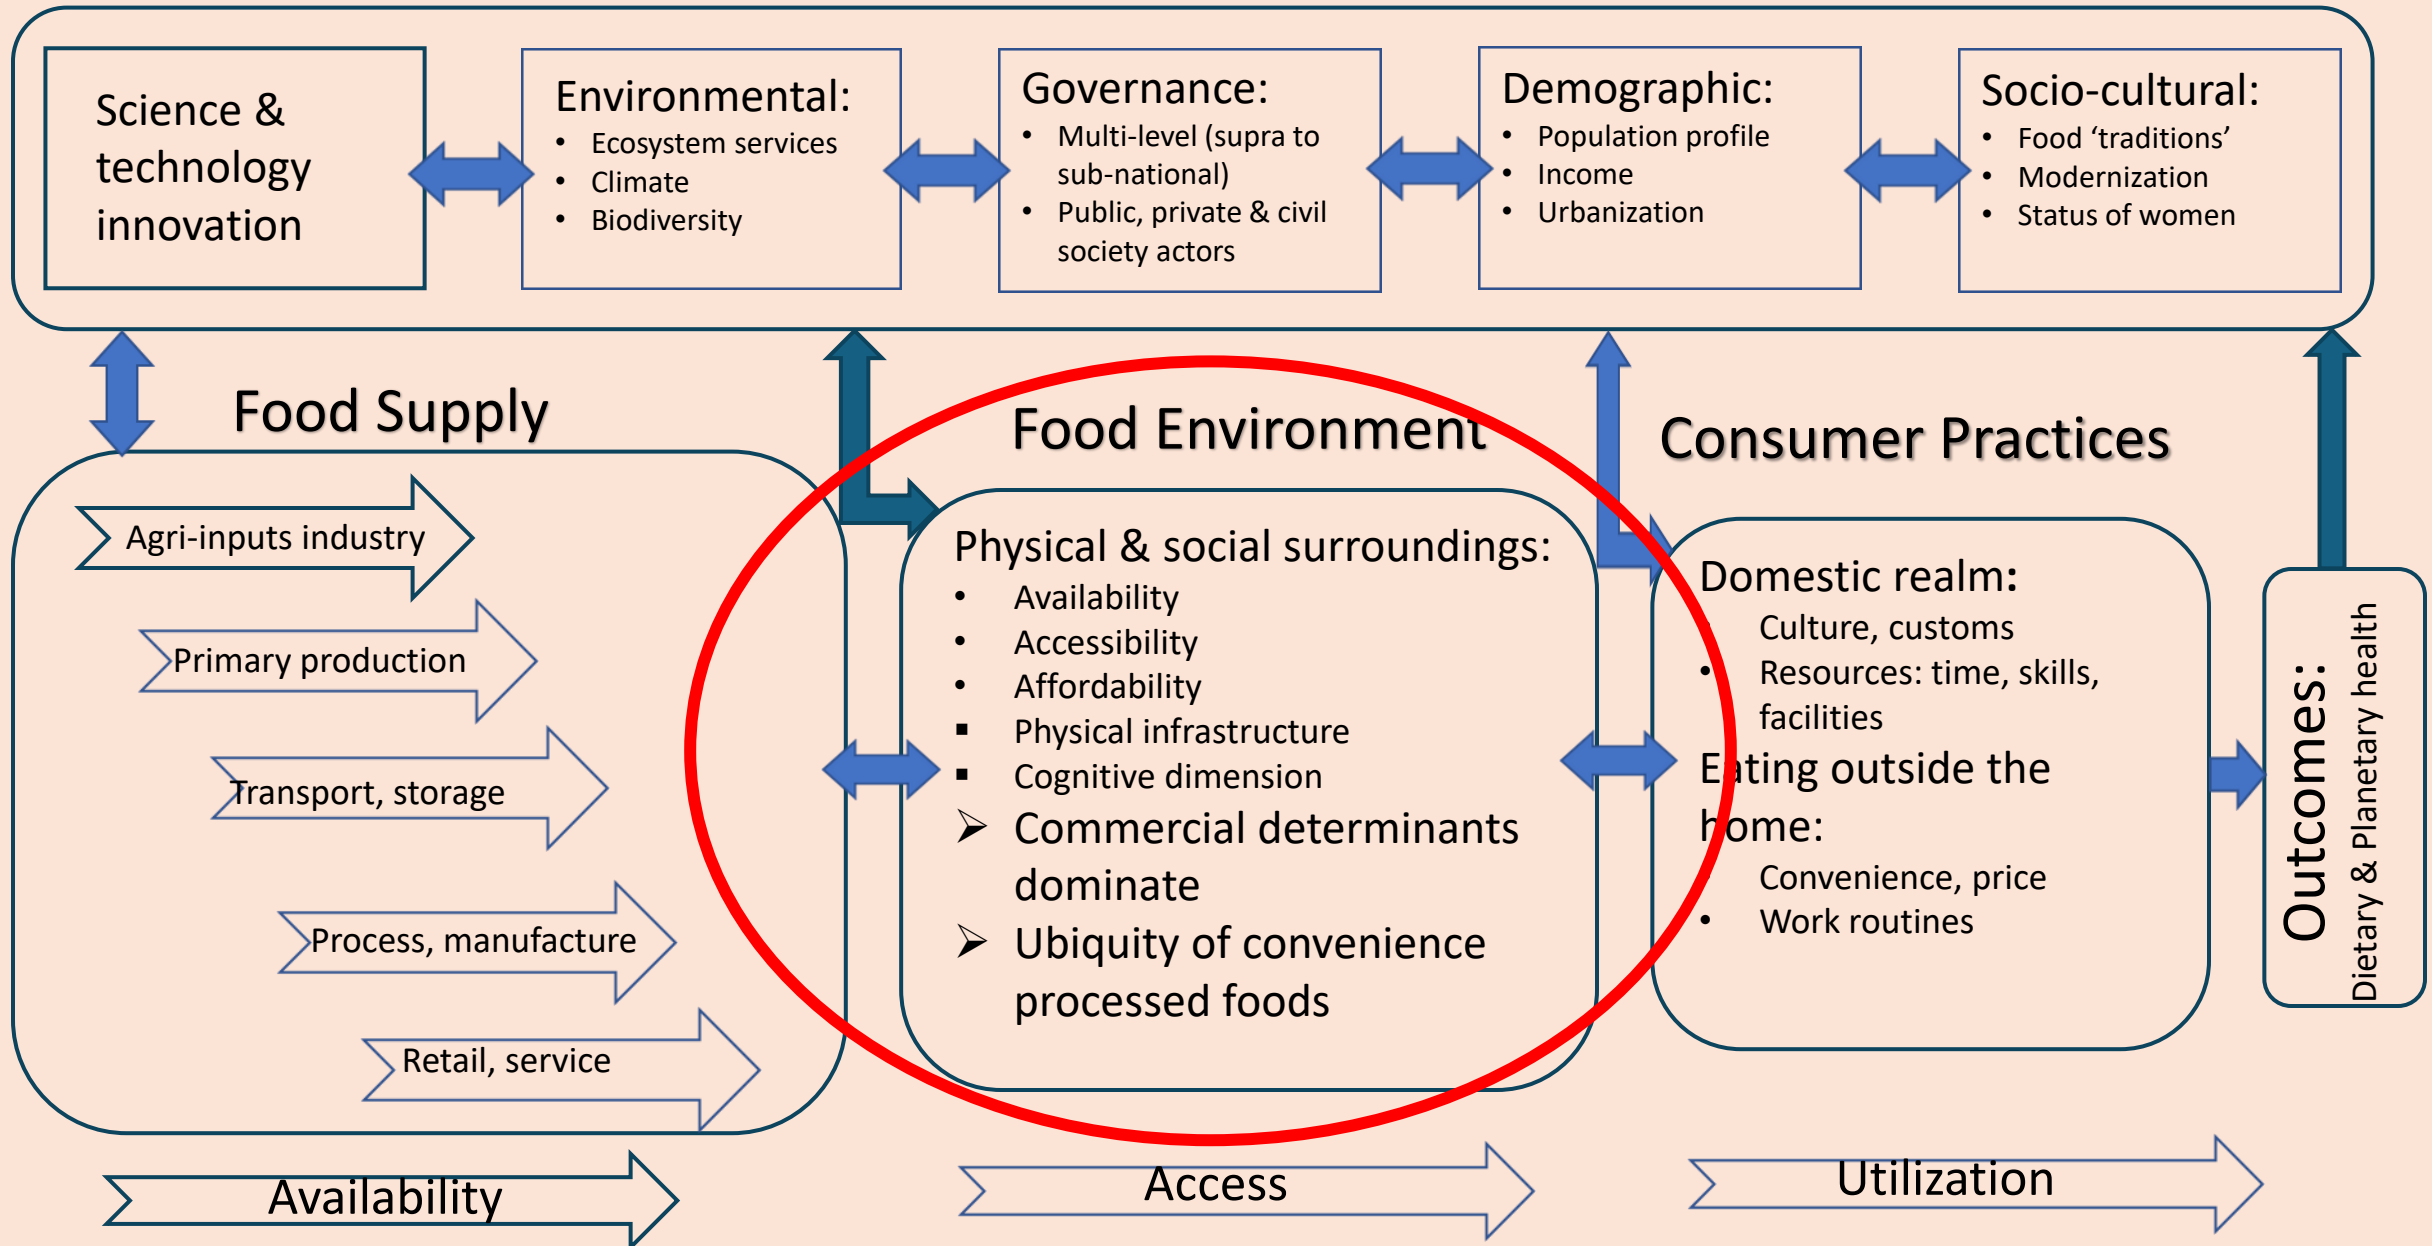 Science &
technology
innovation
Environmental:
• Ecosystem services
• Climate
• Biodiversity
Governance:
• Multi-level (supra to
sub-national)
• Public, private & civil
society actors
Demographic:
• Population profile
• Income
• Urbanization
Socio-cultural:
• Food ‘traditions’
• Modernization
• Status of women
Food Supply
Agri-inputs industry
Primary production
Transport, storage
Process, manufacture
Retail, service
Food Environment
Physical & social surroundings:
• Availability
• Accessibility
• Affordability
▪ Physical infrastructure
▪ Cognitive dimension
➢ Commercial determinants
dominate
➢ Ubiquity of convenience
processed foods
Consumer Practices
Domestic realm:
• Culture, customs
• Resources: time, skills,
facilities
Eating outside the
home:
• Convenience, price
• Work routines
Outcomes:
Dietary & Planetary health
Availability
Access
Utilization